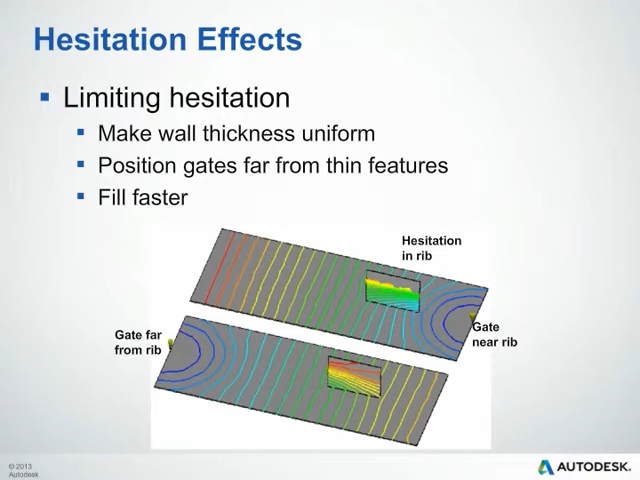 Hesitation Effects
Limiting hesitation
Make wall thickness uniform
Position gates far from thin features
Fill faster
Hesitation
in rib
Gate far
from rib
Gate
near rib
© 2013
Autodesk
AUTODESK.